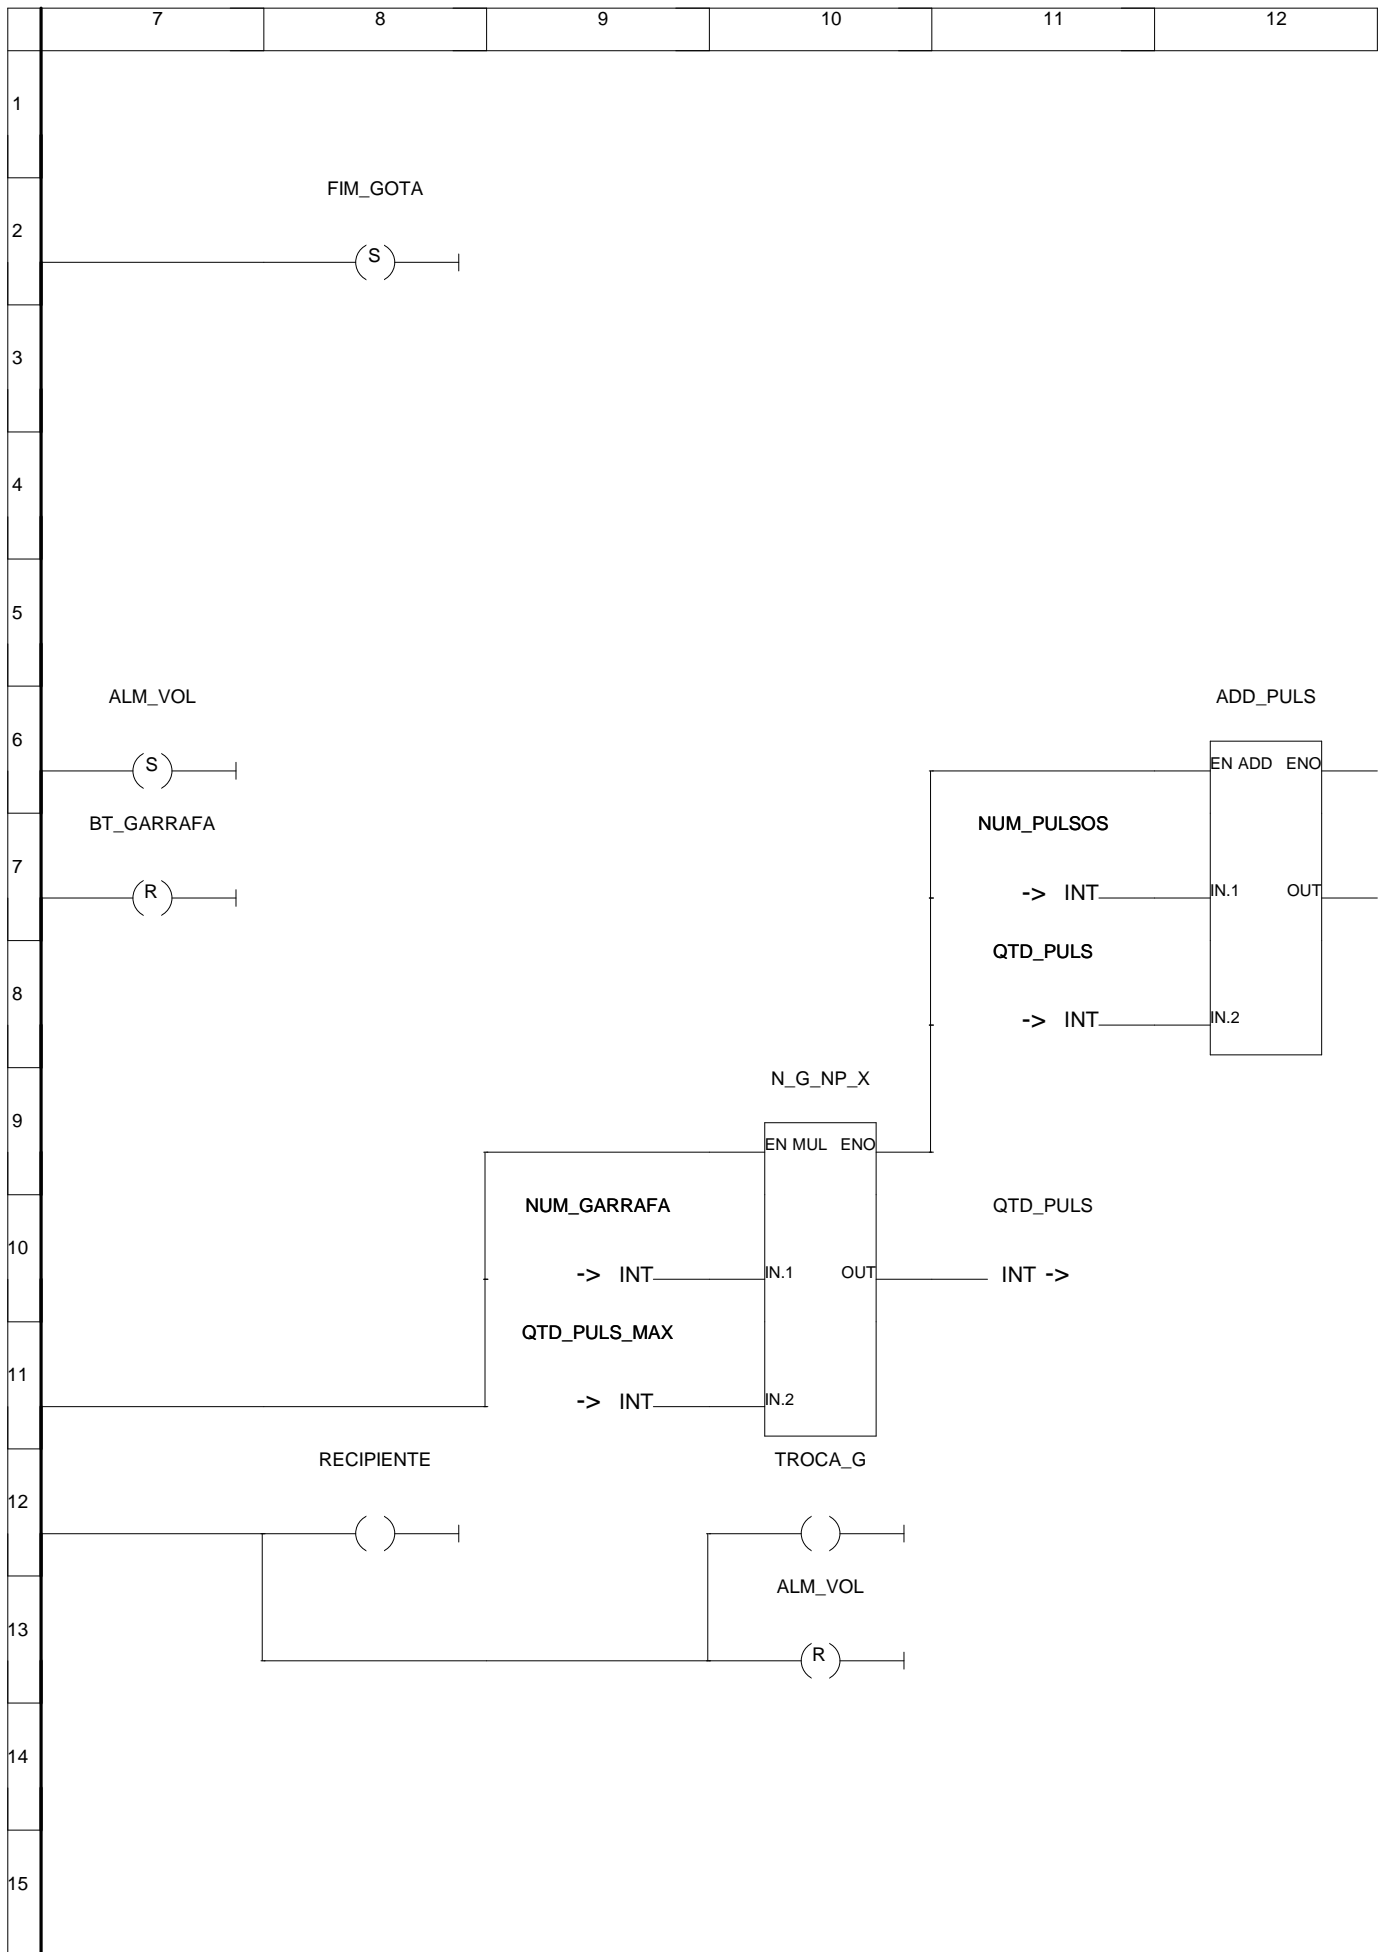 7 8 9 10 11 12
1
FIM_GOTA
2
S
3
4
5
ALM_VOL ADD_PULS
6
S EN ADD ENO
BT_GARRAFA NUM_PULSOS
7
R -> INT IN.1 OUT
QTD_PULS
8
-> INT IN.2
N_G_NP_X
9
EN MUL ENO
NUM_GARRAFA QTD_PULS
10
-> INT IN.1 OUT INT ->
QTD_PULS_MAX
11
-> INT IN.2
RECIPIENTE TROCA_G
12
ALM_VOL
13
R
14
15